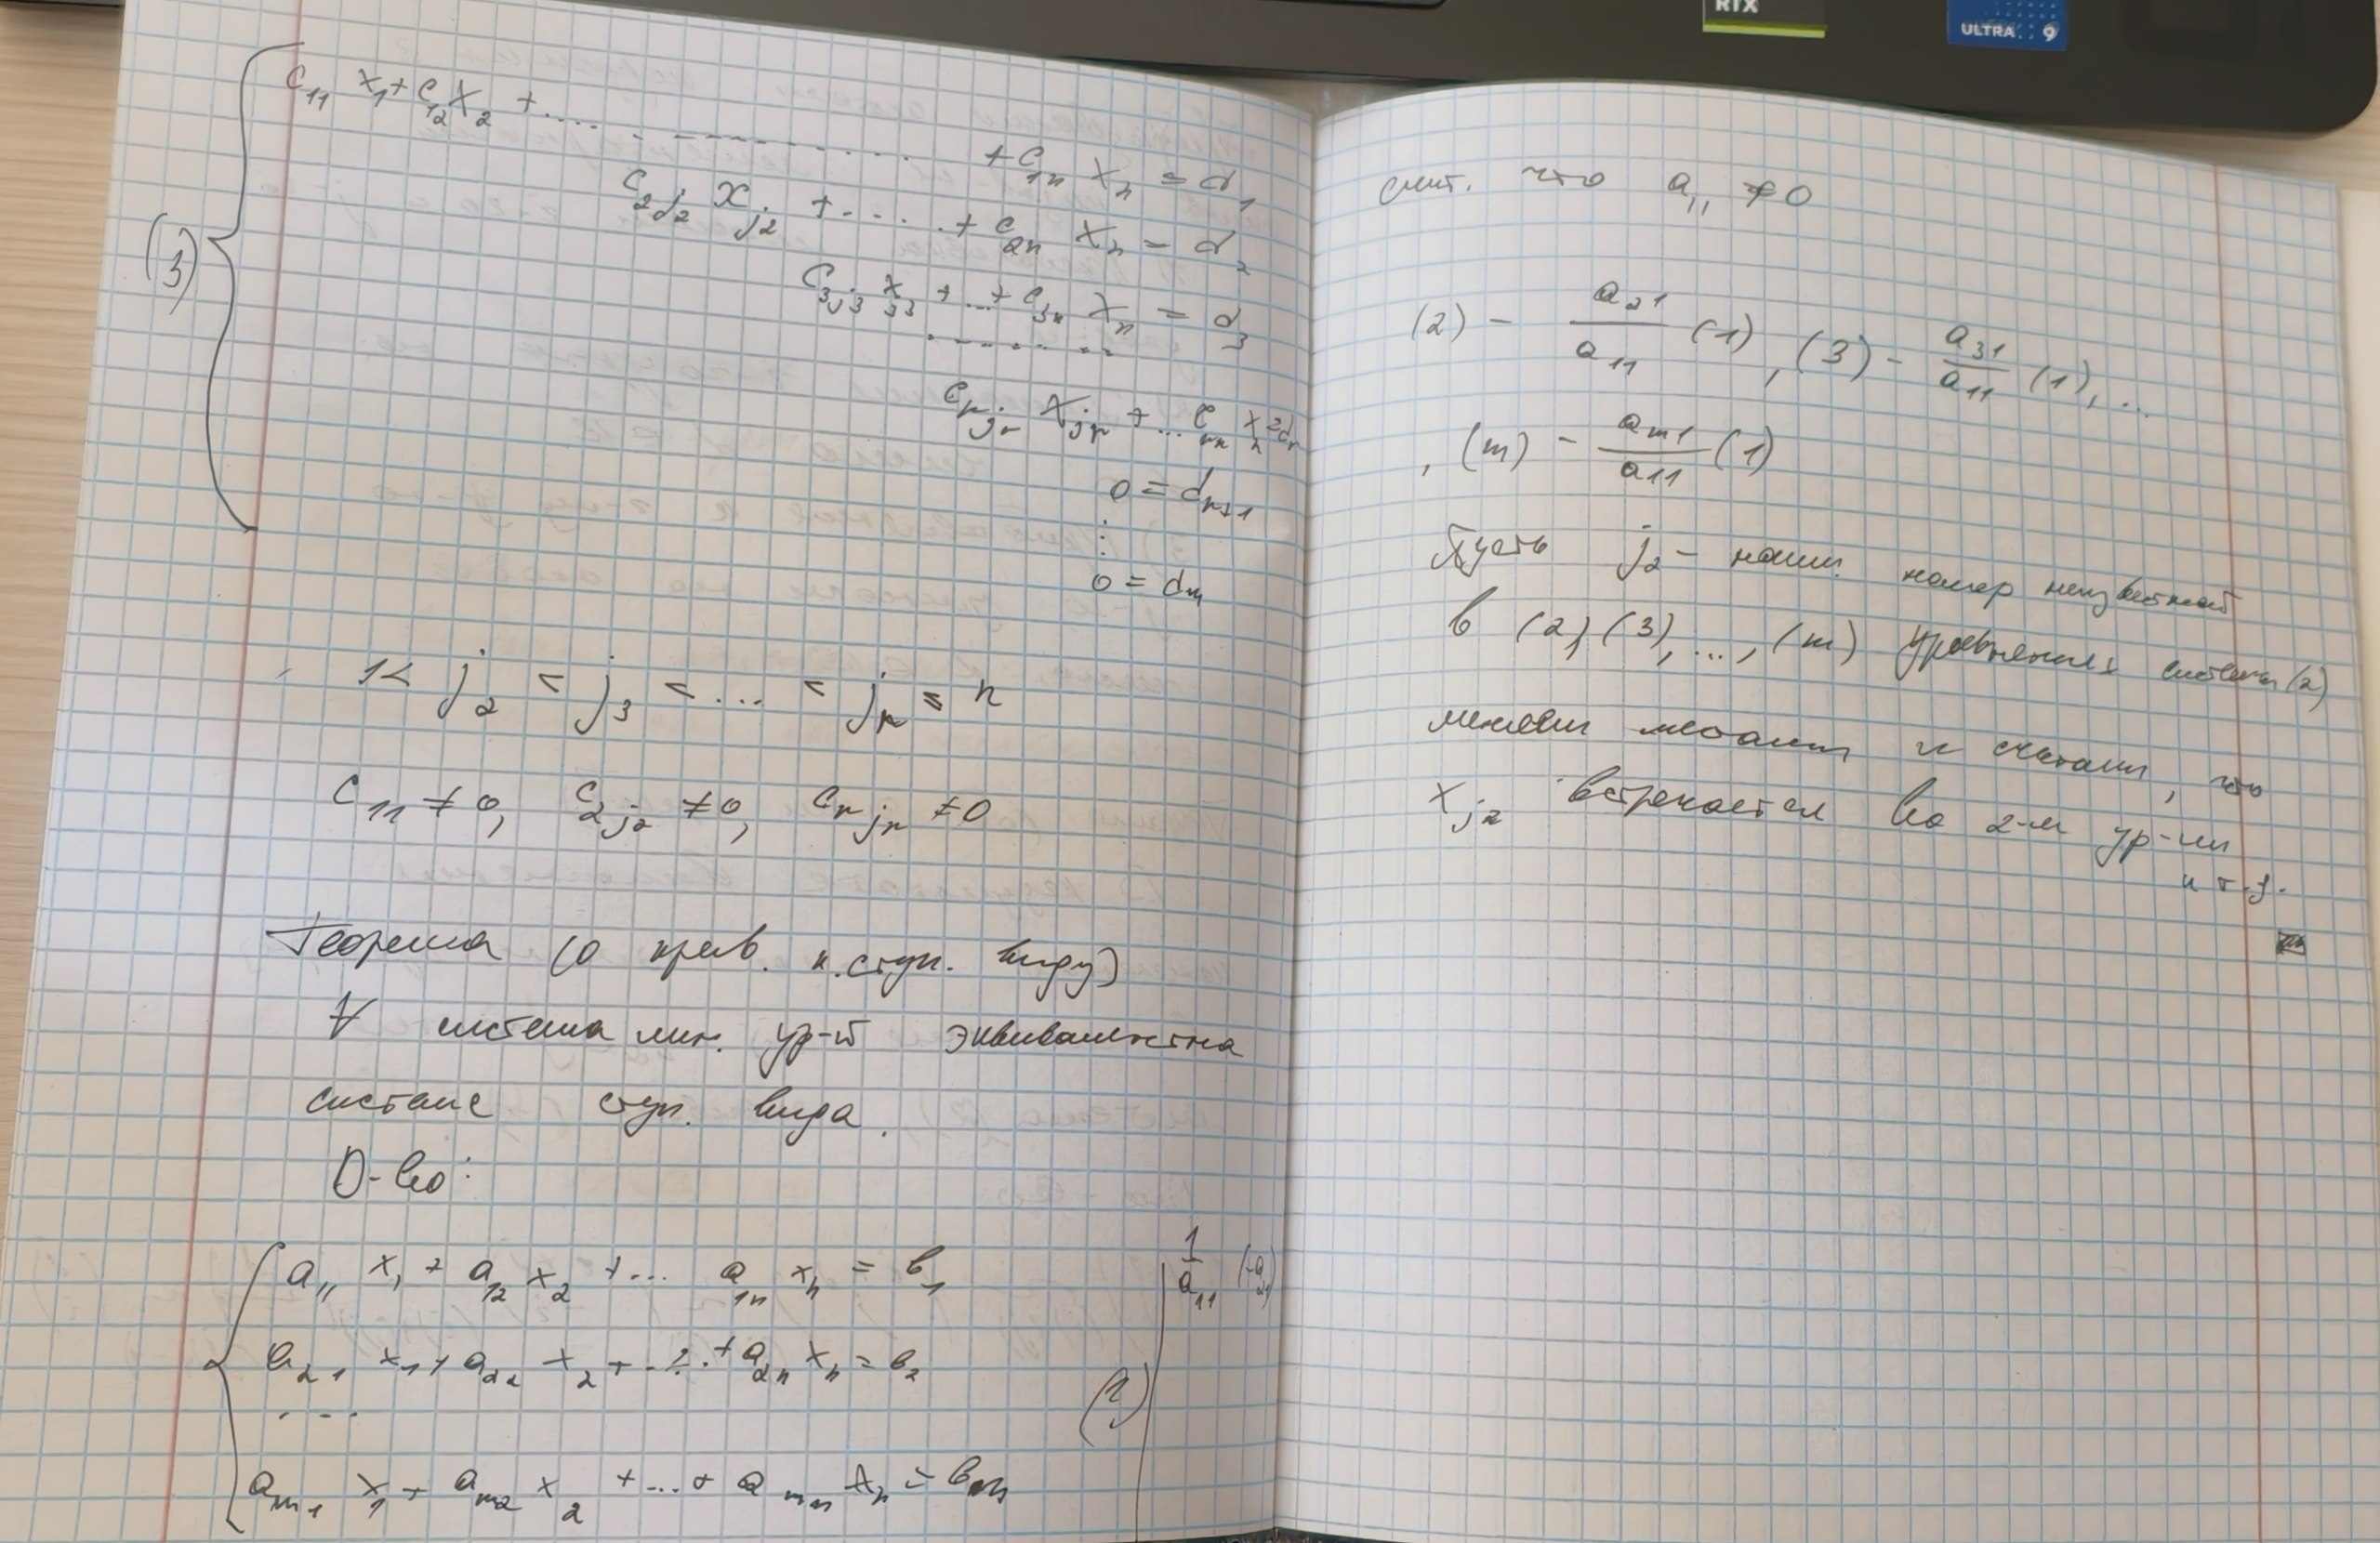 RTX
ULTRA 9
(3)
c₁₁ x₁ + c₁₂ x₂ + ........... + c₁ₙ xₙ = d₁
c₂ⱼ₂ xⱼ₂ + .... + c₂ₙ xₙ = d₂
c₃ⱼ₃ xⱼ₃ + ... + c₃ₙ xₙ = d₃
.......
cᵣⱼᵣ xⱼᵣ + ... cᵣₙ xₙ = dᵣ
0 = dᵣ₊₁
⋮
0 = dₘ
1 < j₂ < j₃ < ... < jᵣ ≤ n
c₁₁ ≠ 0, c₂ⱼ₂ ≠ 0, cᵣⱼᵣ ≠ 0
Теорема (о прив. к ступ. виду)
∀ система лин. ур-й эквивалентна
системе ступ. вида.
D-во:
a₁₁ x₁ + a₁₂ x₂ + ... a₁ₙ xₙ = b₁ | 1/a₁₁ (-a₂₁)
a₂₁ x₁ + a₂₂ x₂ + ... + a₂ₙ xₙ = b₂
...
aₘ₁ x₁ + aₘ₂ x₂ + ... + aₘₙ xₙ = bₘ
счит. что a₁₁ ≠ 0
(2) - a₂₁/a₁₁ (1), (3) - a₃₁/a₁₁ (1), ...
, (m) - aₘ₁/a₁₁ (1)
Пусть j₂ - наим. номер неизвестной
в (2), (3), ..., (m) уравнениях системы (2)
меняем местами и считаем, что
xⱼ₂ встречается во 2-м ур-ии
и т.д.